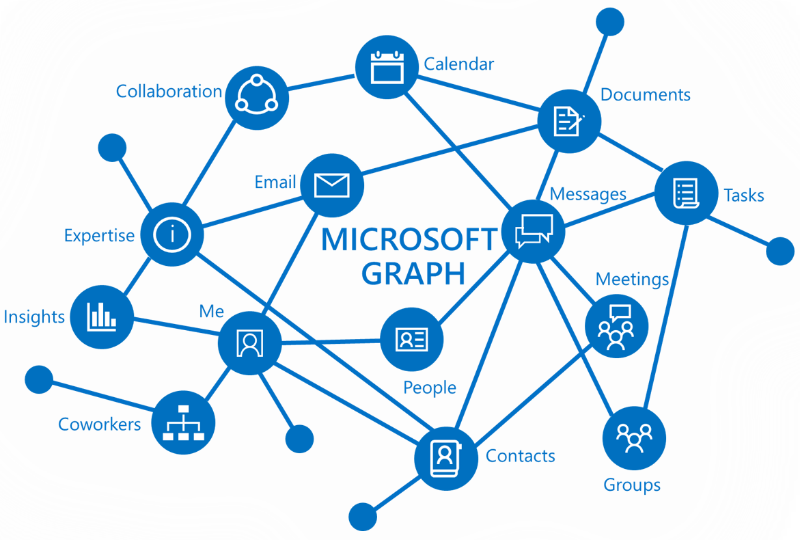 Calendar
Collaboration
Documents
Email
Messages
Tasks
Expertise
MICROSOFT
GRAPH
Meetings
Insights
Me
People
Coworkers
Contacts
Groups